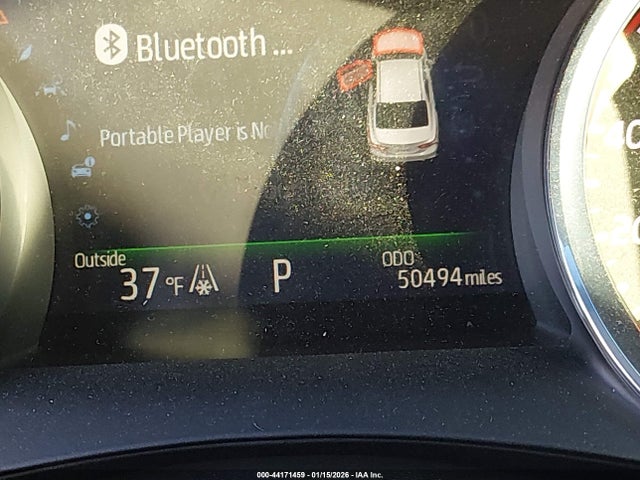 Bluetooth ...
Portable Player is No
Outside
37 °F
P
ODO
50494 miles
000-44171459 - 01/15/2026 - IAA Inc.